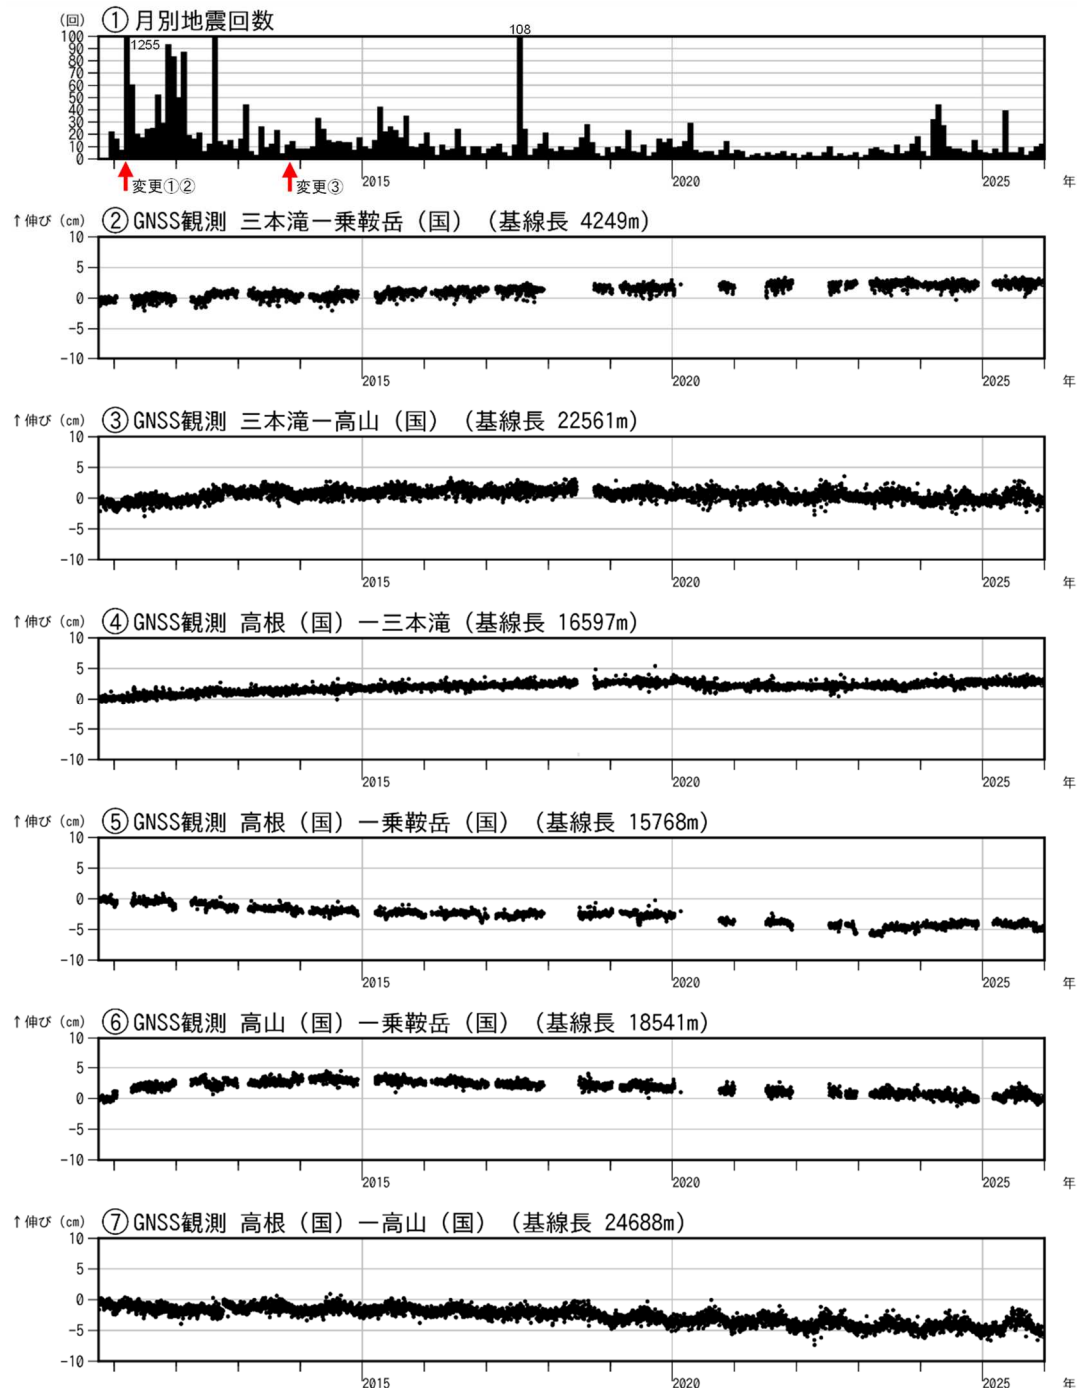 (回) ①月別地震回数
100
90
80
70
60
50
40
30
20
10
0
1255
108
変更①②
変更③
2015 2020 2025 年
↑伸び (cm) ②GNSS観測 三本滝ー乗鞍岳（国）（基線長 4249m）
10
5
0
-5
-10
2015 2020 2025 年
↑伸び (cm) ③GNSS観測 三本滝ー高山（国）（基線長 22561m）
10
5
0
-5
-10
2015 2020 2025 年
↑伸び (cm) ④GNSS観測 高根（国）ー三本滝（基線長 16597m）
10
5
0
-5
-10
2015 2020 2025 年
↑伸び (cm) ⑤GNSS観測 高根（国）ー乗鞍岳（国）（基線長 15768m）
10
5
0
-5
-10
2015 2020 2025 年
↑伸び (cm) ⑥GNSS観測 高山（国）ー乗鞍岳（国）（基線長 18541m）
10
5
0
-5
-10
2015 2020 2025 年
↑伸び (cm) ⑦GNSS観測 高根（国）ー高山（国）（基線長 24688m）
10
5
0
-5
-10
2015 2020 2025 年